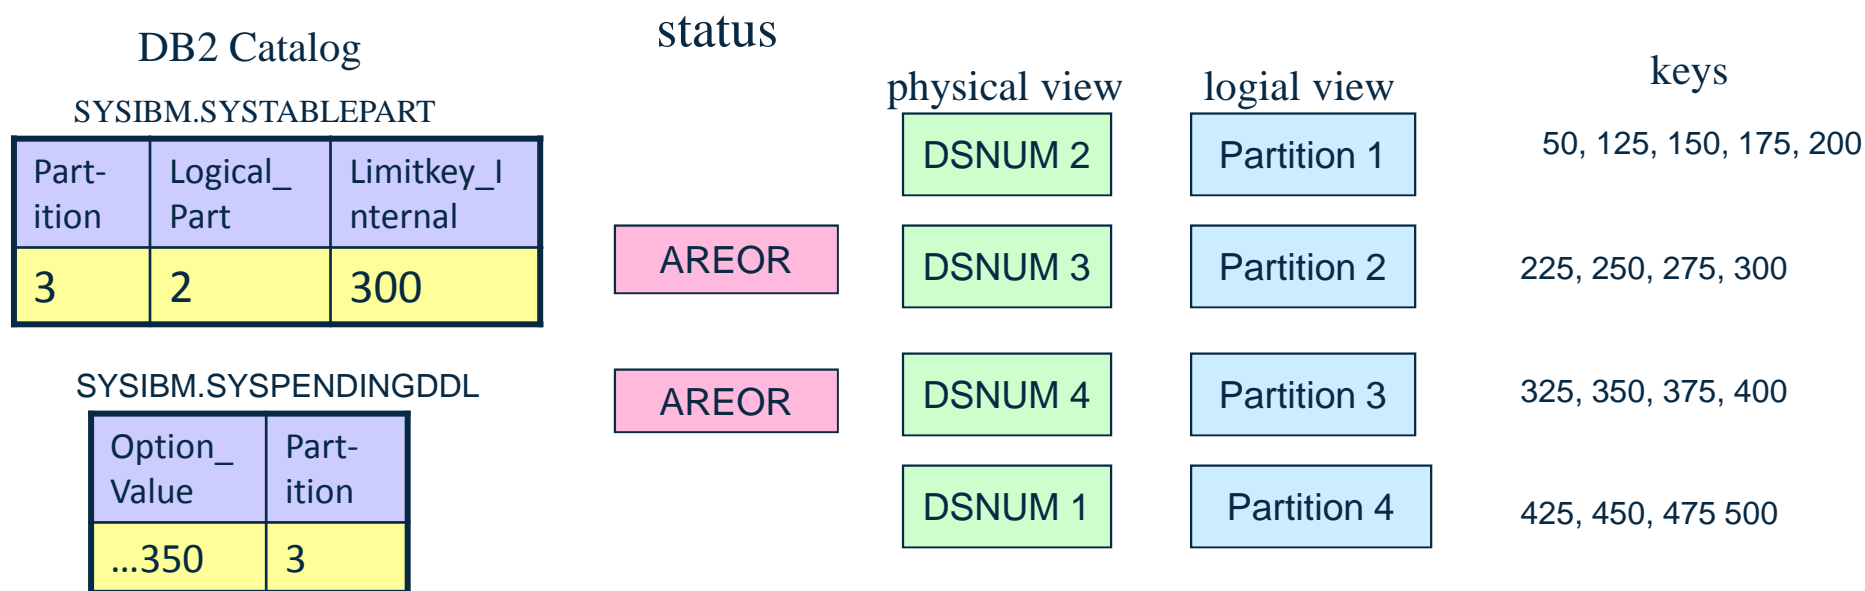 DB2 Catalog
status
SYSIBM.SYSTABLEPART
Part-
ition
Logical_
Part
Limitkey_I
nternal
3
2
300
SYSIBM.SYSPENDINGDDL
Option_
Value
Part-
ition
...350
3
AREOR
AREOR
physical view
logial view
keys
DSNUM 2
Partition 1
50, 125, 150, 175, 200
DSNUM 3
Partition 2
225, 250, 275, 300
DSNUM 4
Partition 3
325, 350, 375, 400
DSNUM 1
Partition 4
425, 450, 475 500